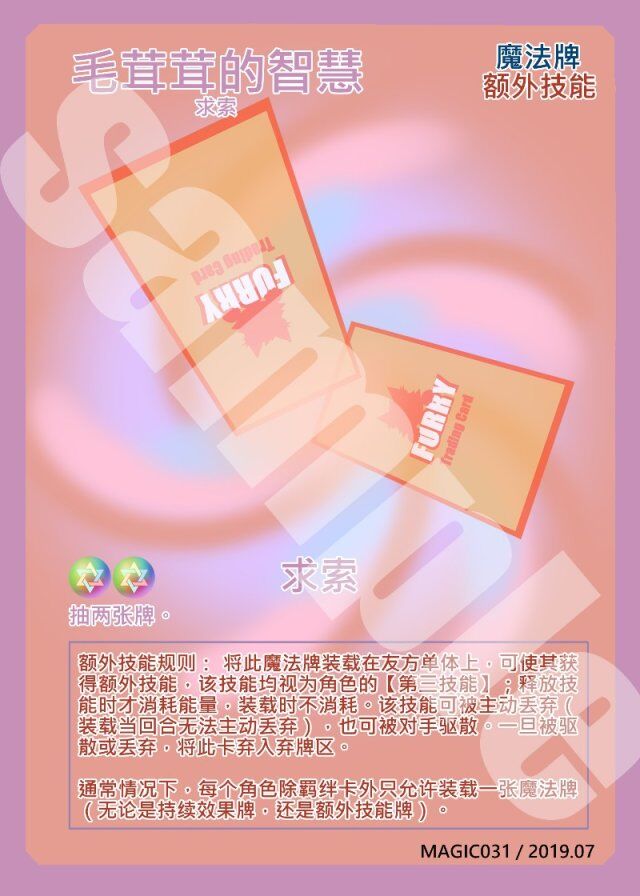 毛茸茸的智慧
求索
魔法牌
额外技能
FURRY
Trading Card
FURRY
Trading Card
Sample
求索
抽两张牌。
额外技能规则： 将此魔法牌装载在友方单体上，可使其获
得额外技能，该技能均视为角色的【第三技能】；释放技
能时才消耗能量，装载时不消耗。该技能可被主动丢弃（
装载当回合无法主动丢弃），也可被对手驱散。一旦被驱
散或丢弃，将此卡弃入弃牌区。
通常情况下，每个角色除羁绊卡外只允许装载一张魔法牌
（无论是持续效果牌，还是额外技能牌）。
MAGIC031 / 2019.07